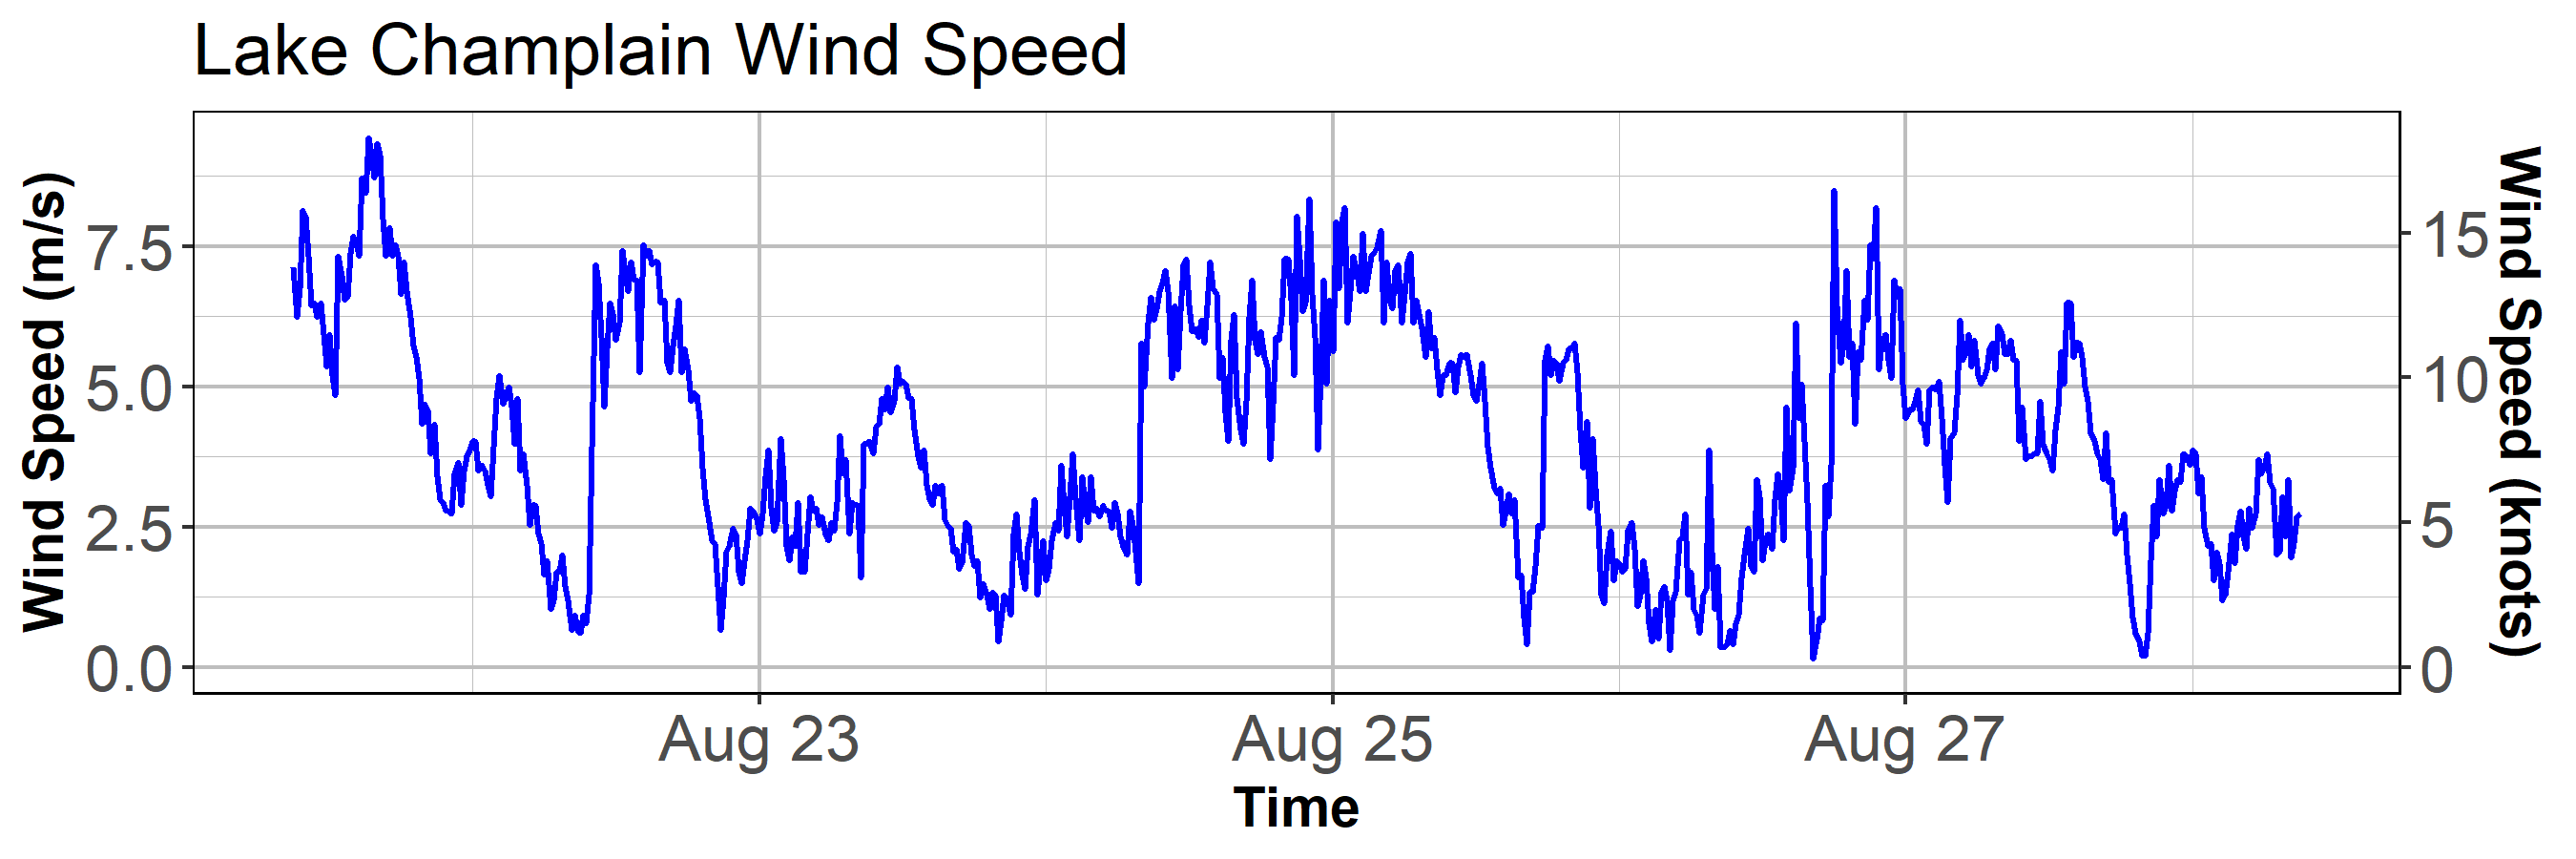 Lake Champlain Wind Speed
Wind Speed (m/s)
7.5
5.0
2.5
0.0
15
10
5
0
Wind Speed (knots)
Aug 23
Aug 25
Aug 27
Time